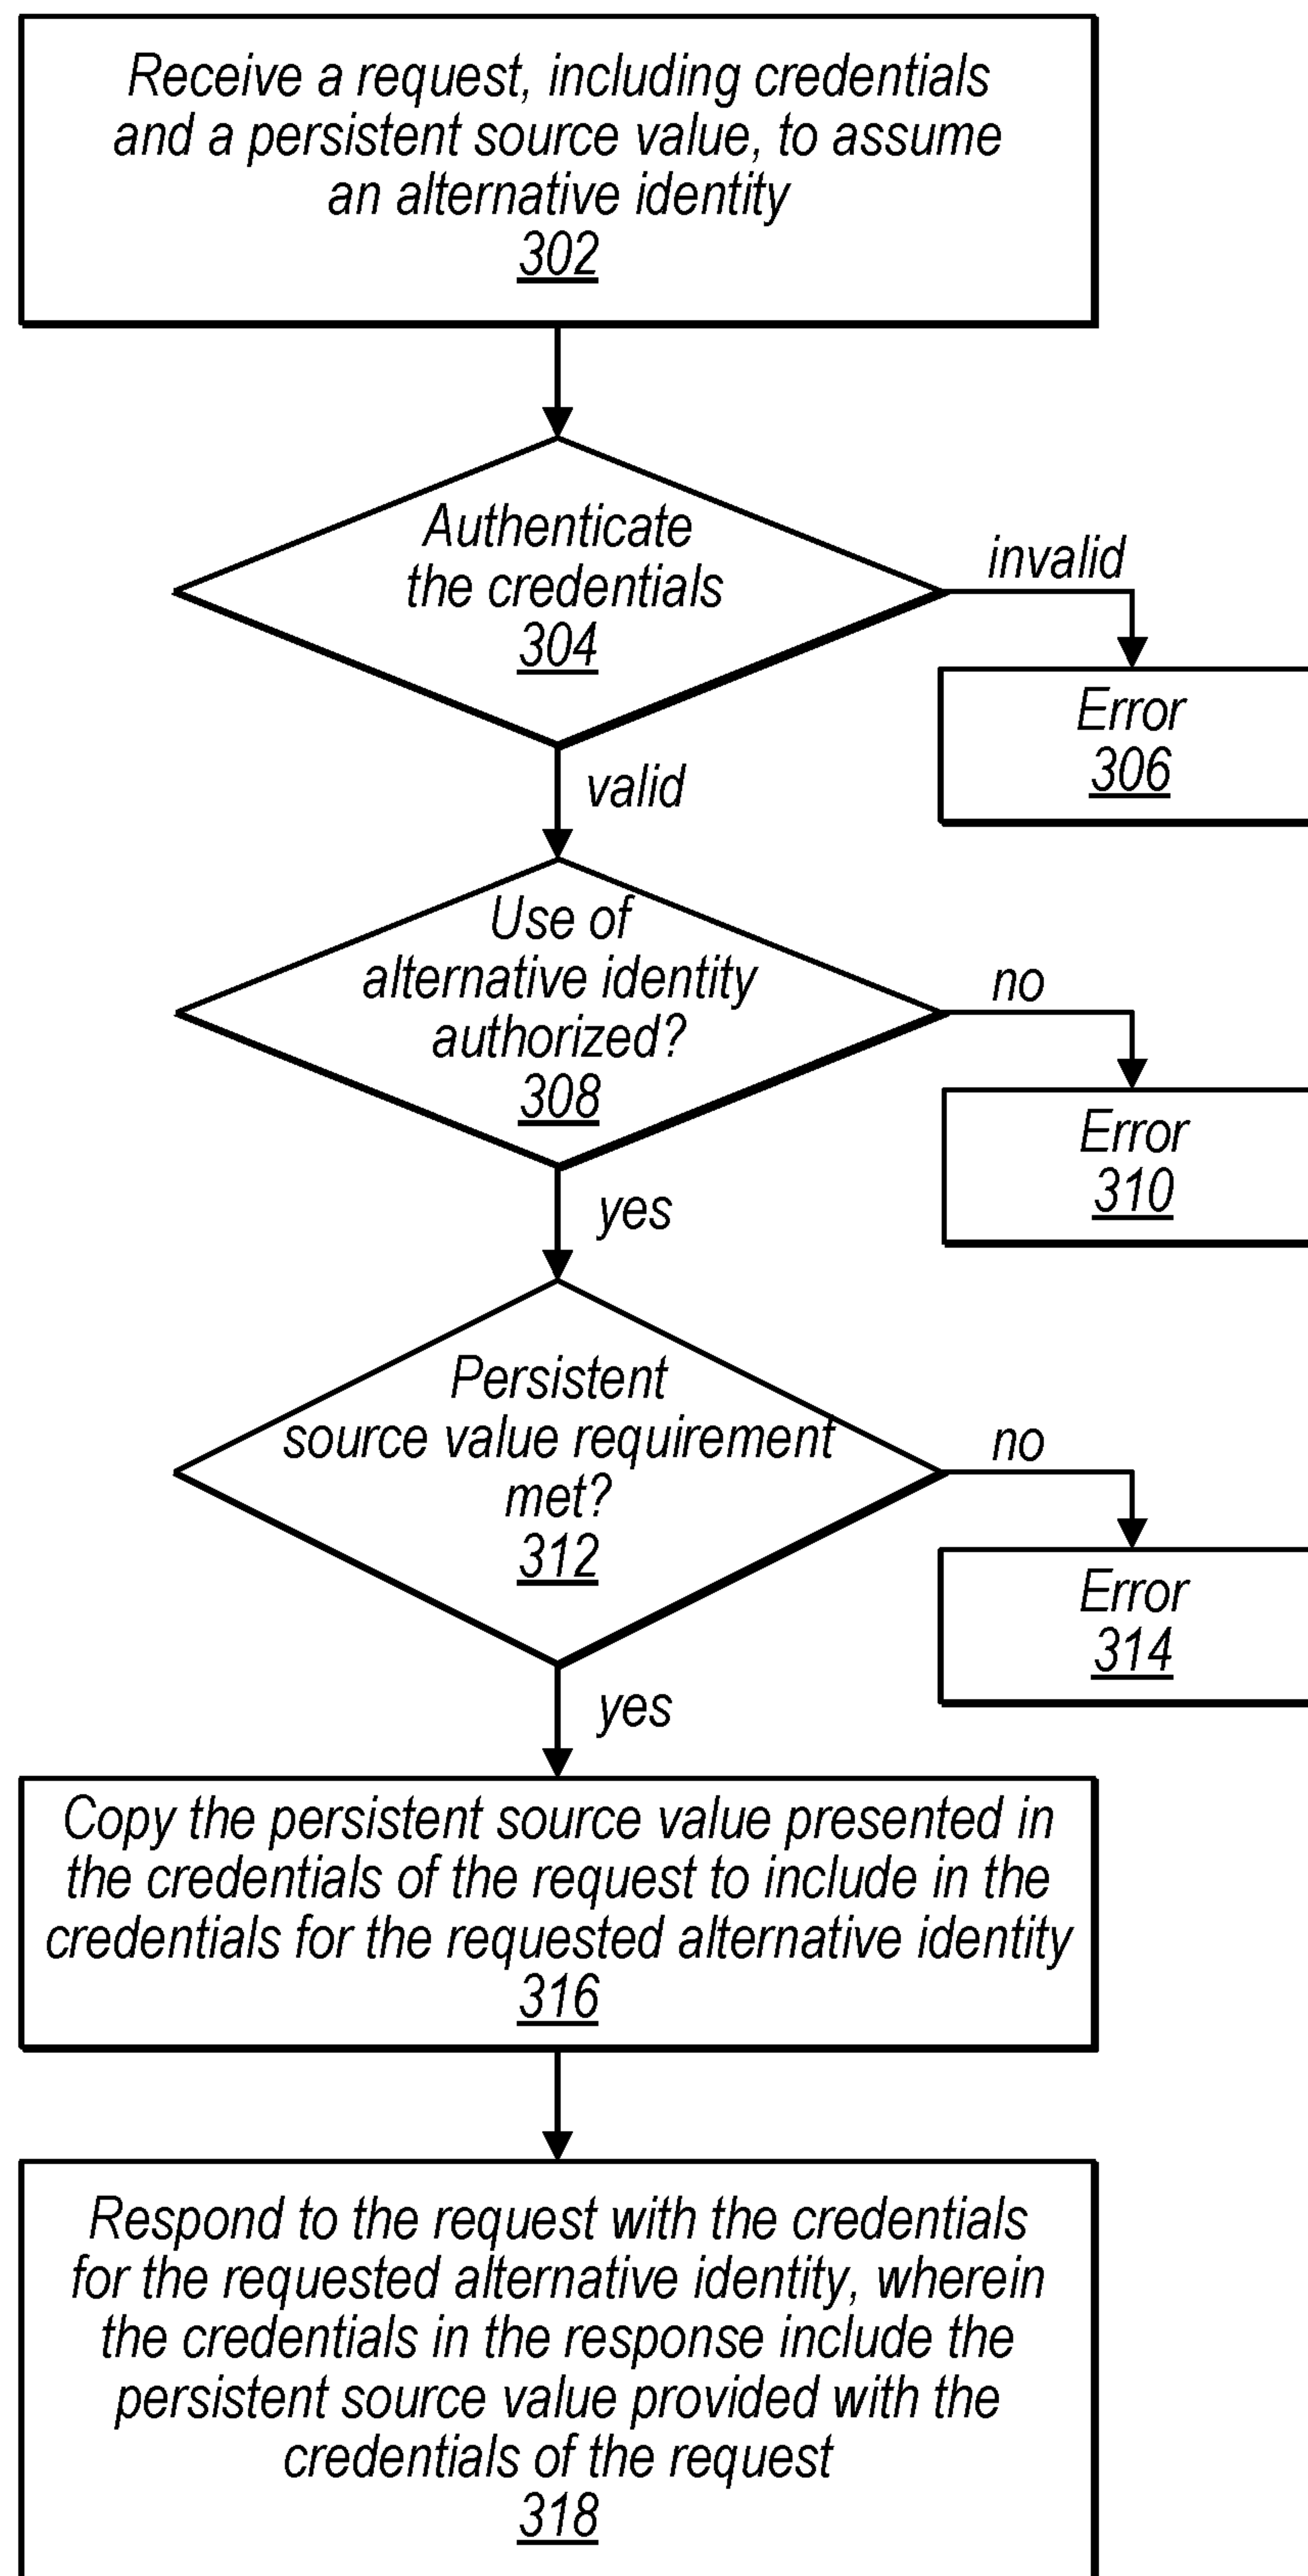 Receive a request, including credentials
and a persistent source value, to assume
an alternative identity
302
Authenticate
the credentials
304
invalid
Error
306
valid
Use of
alternative identity
authorized?
308
no
Error
310
yes
Persistent
source value requirement
met?
312
no
Error
314
yes
Copy the persistent source value presented in
the credentials of the request to include in the
credentials for the requested alternative identity
316
Respond to the request with the credentials
for the requested alternative identity, wherein
the credentials in the response include the
persistent source value provided with the
credentials of the request
318